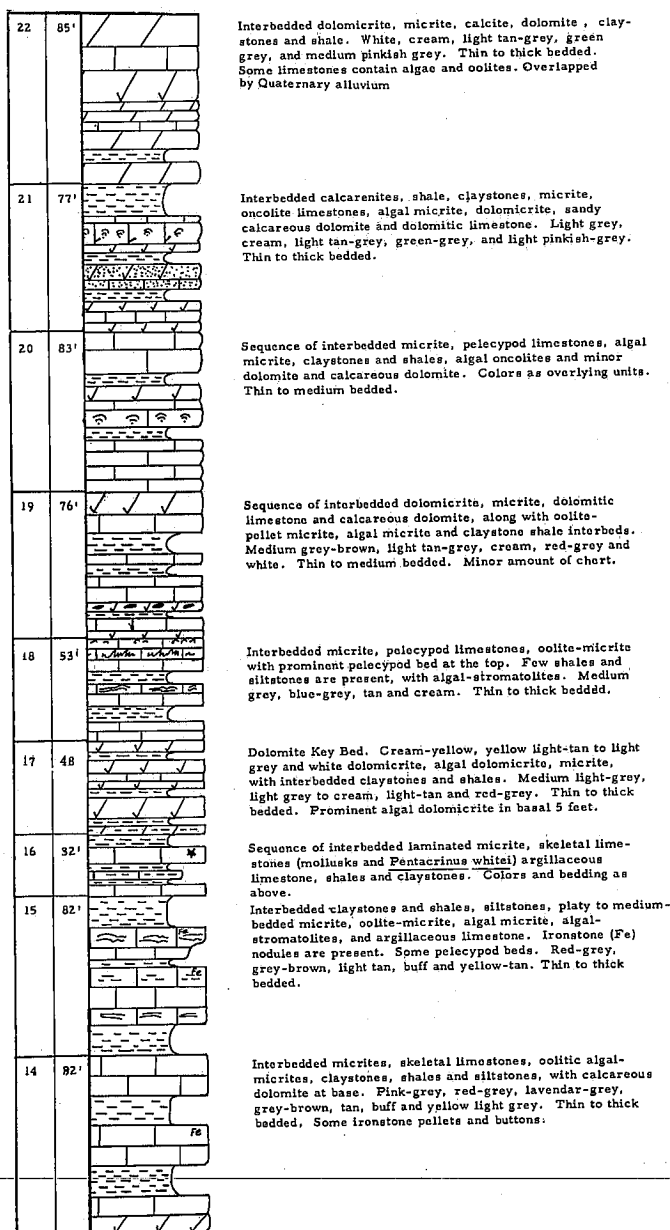 22 85'
Interbedded dolomicrite, micrite, calcite, dolomite , clay-
stones and shale. White, cream, light tan-grey, green
grey, and medium pinkish grey. Thin to thick bedded.
Some limestones contain algae and oolites. Overlapped
by Quaternary alluvium
21 77'
Interbedded calcarenites, shale, claystones, micrite,
oncolite limestones, algal micrite, dolomicrite, sandy
calcareous dolomite and dolomitic limestone. Light grey,
cream, light tan-grey, green-grey, and light pinkish-grey.
Thin to thick bedded.
20 83'
Sequence of interbedded micrite, pelecypod limestones, algal
micrite, claystones and shales, algal oncolites and minor
dolomite and calcareous dolomite. Colors as overlying units.
Thin to medium bedded.
19 76'
Sequence of interbedded dolomicrite, micrite, dolomitic
limestone and calcareous dolomite, along with oolite-
pellet micrite, algal micrite and claystone shale interbeds.
Medium grey-brown, light tan-grey, cream, red-grey and
white. Thin to medium bedded. Minor amount of chert.
18 53'
Interbedded micrite, pelecypod limestones, oolite-micrite
with prominent pelecypod bed at the top. Few shales and
siltstones are present, with algal-stromatolites. Medium
grey, blue-grey, tan and cream. Thin to thick bedded.
17 48
Dolomite Key Bed. Cream-yellow, yellow light-tan to light
grey and white dolomicrite, algal dolomicrite, micrite,
with interbedded claystones and shales. Medium light-grey,
light grey to cream, light-tan and red-grey. Thin to thick
bedded. Prominent algal dolomicrite in basal 5 feet.
16 32'
Sequence of interbedded laminated micrite, skeletal lime-
stones (mollusks and Pentacrinus whitei) argillaceous
limestone, shales and claystones. Colors and bedding as
above.
15 82'
Interbedded claystones and shales, siltstones, platy to medium-
bedded micrite, oolite-micrite, algal micrite, algal-
stromatolites, and argillaceous limestone. Ironstone (Fe)
nodules are present. Some pelecypod beds. Red-grey,
grey-brown, light tan, buff and yellow-tan. Thin to thick
bedded.
Fe
Fe
14 82'
Interbedded micrites, skeletal limestones, oolitic algal-
micrites, claystones, shales and siltstones, with calcareous
dolomite at base. Pink-grey, red-grey, lavendar-grey,
grey-brown, tan, buff and yellow light grey. Thin to thick
bedded, Some ironstone pellets and buttons.
Fe